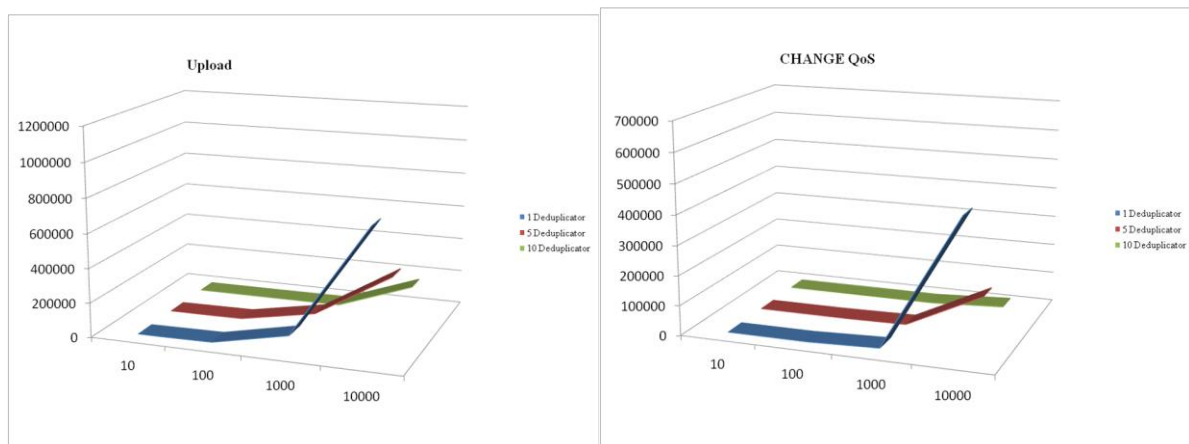 Upload
1200000
1000000
800000
600000
400000
200000
0
10
100
1000
10000
1 Deduplicator
5 Deduplicator
10 Deduplicator
CHANGE QoS
700000
600000
500000
400000
300000
200000
100000
0
10
100
1000
10000
1 Deduplicator
5 Deduplicator
10 Deduplicator